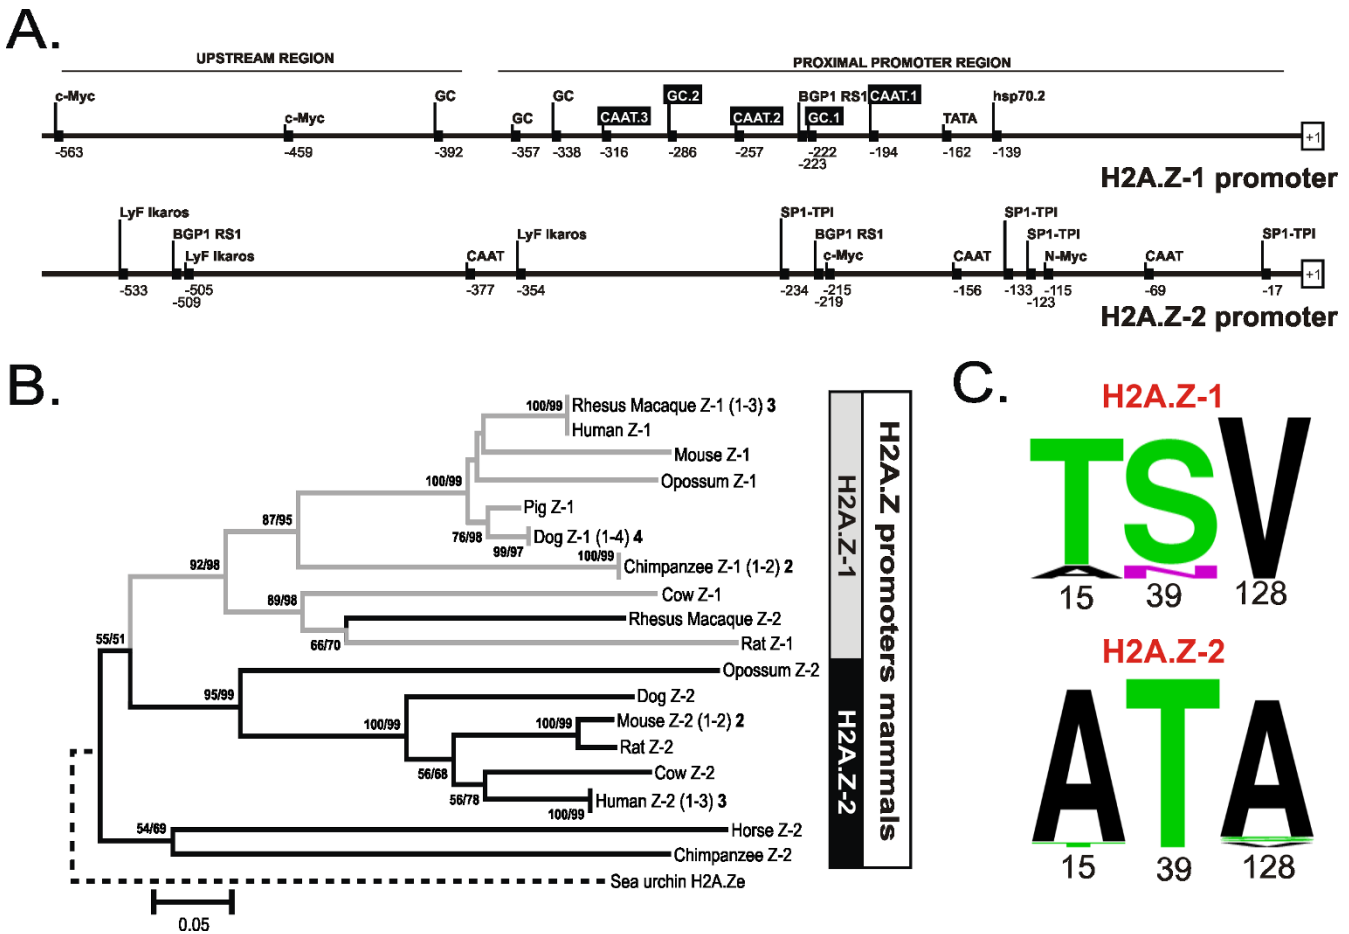 A.
UPSTREAM REGION
PROXIMAL PROMOTER REGION
c-Myc
c-Myc
GC
GC
GC
CAAT.3
GC.2
CAAT.2
BGP1 RS1
GC.1
CAAT.1
TATA
hsp70.2
+1
-563
-459
-392
-357
-338
-316
-286
-257
-222
-223
-194
-162
-139
H2A.Z-1 promoter
LyF Ikaros
BGP1 RS1
LyF Ikaros
CAAT
LyF Ikaros
SP1-TPI
BGP1 RS1
c-Myc
CAAT
SP1-TPI
SP1-TPI
N-Myc
CAAT
SP1-TPI
+1
-533
-505
-509
-377
-354
-234
-215
-219
-156
-133
-123
-115
-69
-17
H2A.Z-2 promoter
B.
100/99
Rhesus Macaque Z-1 (1-3) 3
Human Z-1
Mouse Z-1
100/99
Opossum Z-1
Pig Z-1
87/95
76/98
Dog Z-1 (1-4) 4
99/97
100/99
Chimpanzee Z-1 (1-2) 2
92/98
89/98
Cow Z-1
Rhesus Macaque Z-2
66/70
Rat Z-1
55/51
Opossum Z-2
95/99
Dog Z-2
100/99
100/99
Mouse Z-2 (1-2) 2
Rat Z-2
56/68
Cow Z-2
56/78
Human Z-2 (1-3) 3
100/99
54/69
Horse Z-2
Chimpanzee Z-2
Sea urchin H2A.Ze
0.05
H2A.Z-1
H2A.Z-2
H2A.Z promoters mammals
C.
H2A.Z-1
TSV
A N
15 39 128
H2A.Z-2
ATA
15 39 128